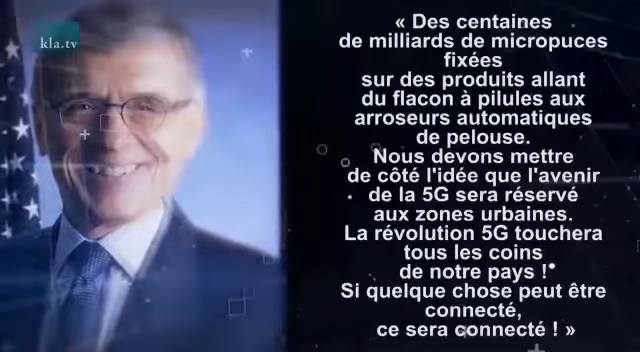 kla.tv
« Des centaines
de milliards de micropuces
fixées
sur des produits allant
du flacon à pilules aux
arroseurs automatiques
de pelouse.
Nous devons mettre
de côté l'idée que l'avenir
de la 5G sera réservé
aux zones urbaines.
La révolution 5G touchera
tous les coins
de notre pays !
Si quelque chose peut être
connecté,
ce sera connecté ! »